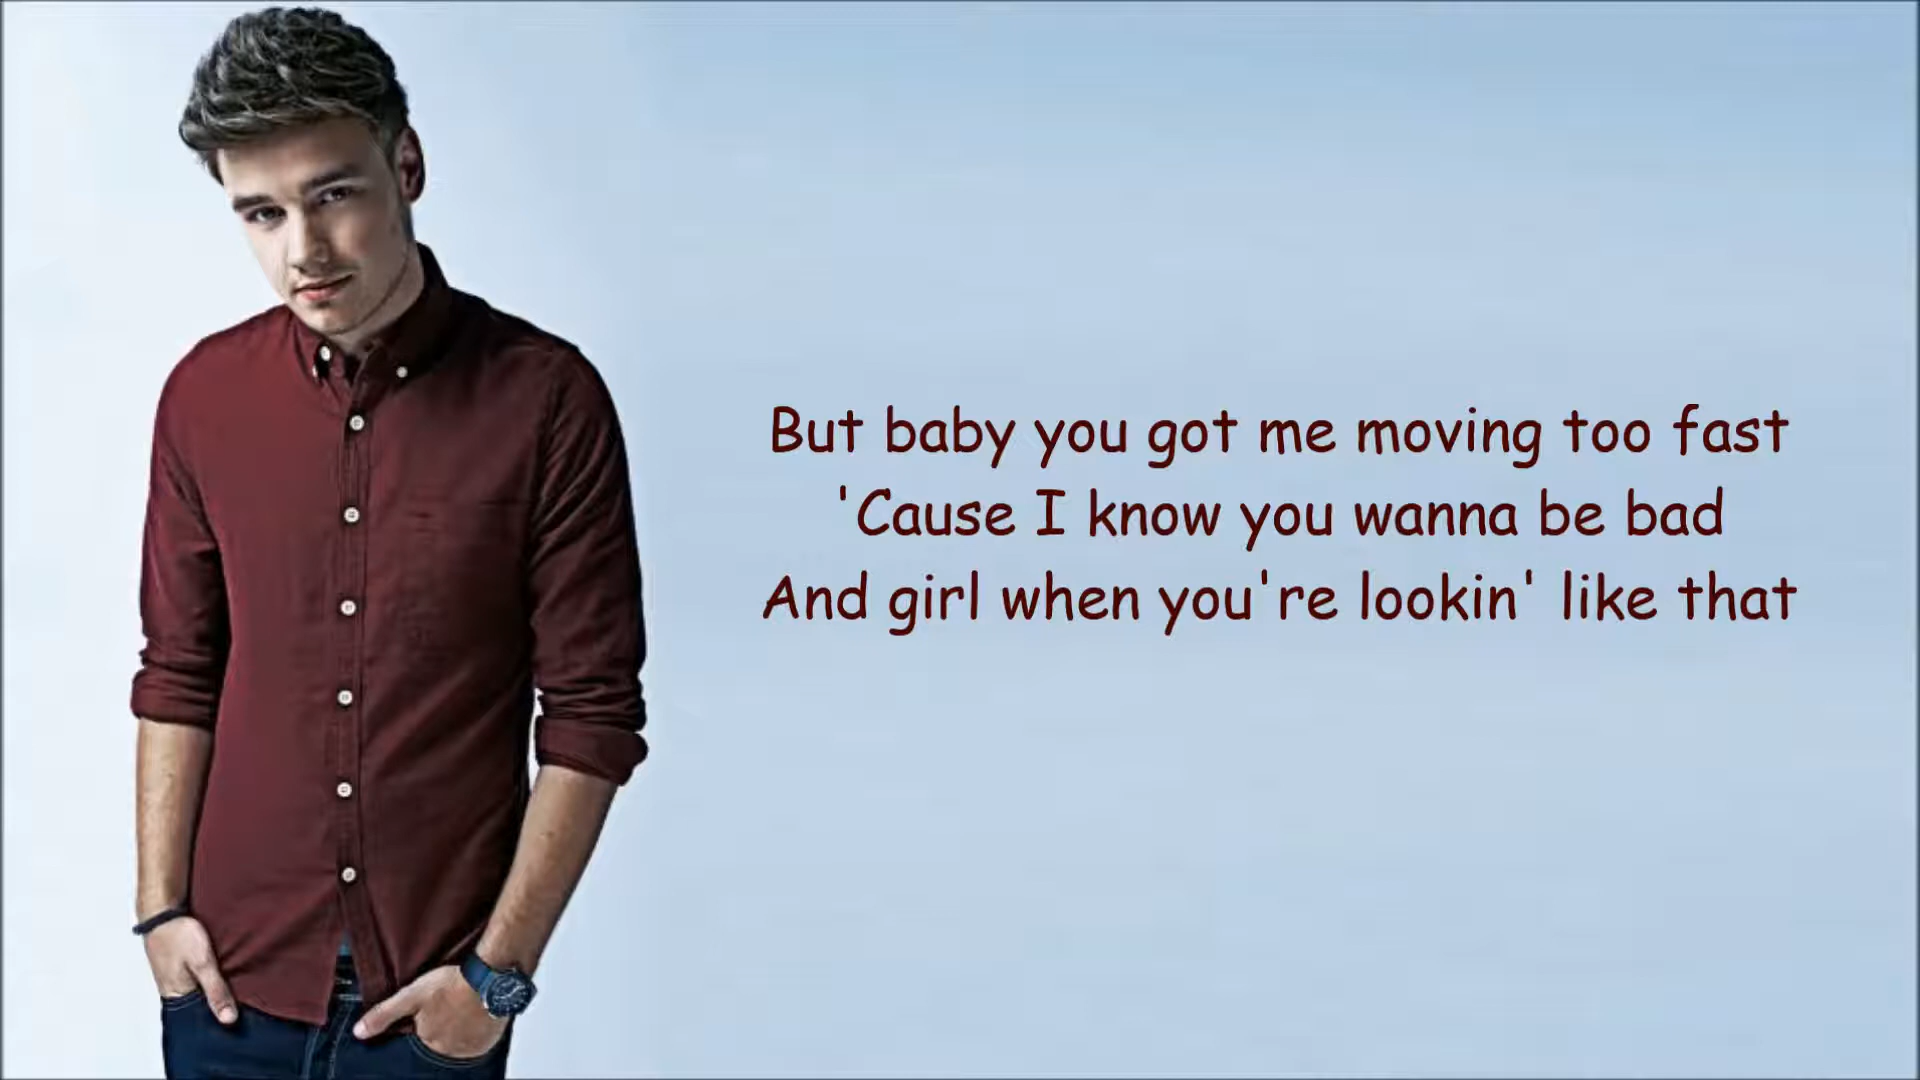 But baby you got me moving too fast
'Cause I know you wanna be bad
And girl when you're lookin' like that